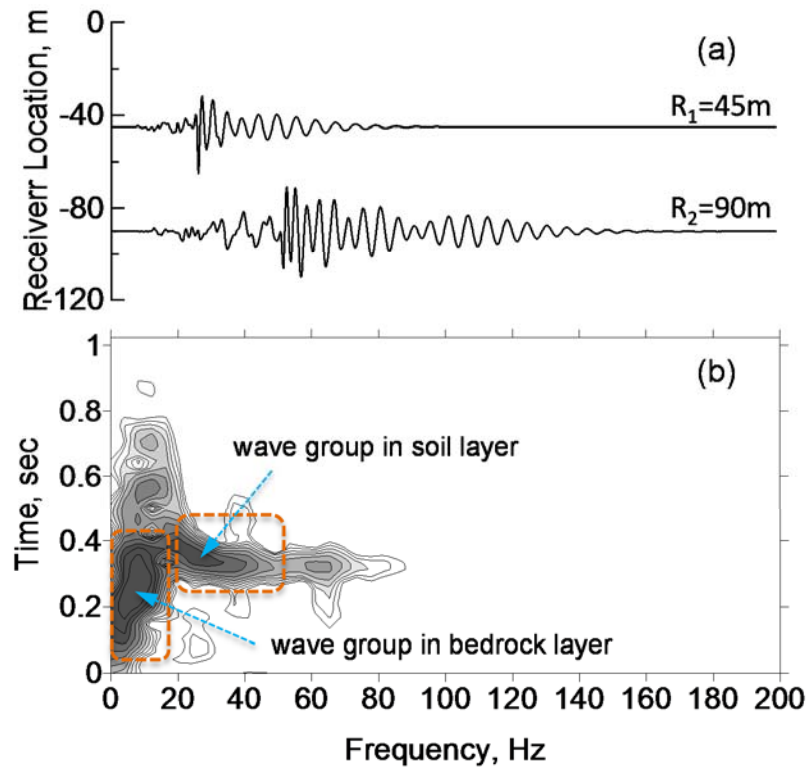 0
(a)
Receiverr Location, m
-40
R1=45m
-80
R2=90m
-120
1
(b)
0.8
wave group in soil layer
0.6
Time, sec
0.4
0.2
wave group in bedrock layer
0
0 20 40 60 80 100 120 140 160 180 200
Frequency, Hz